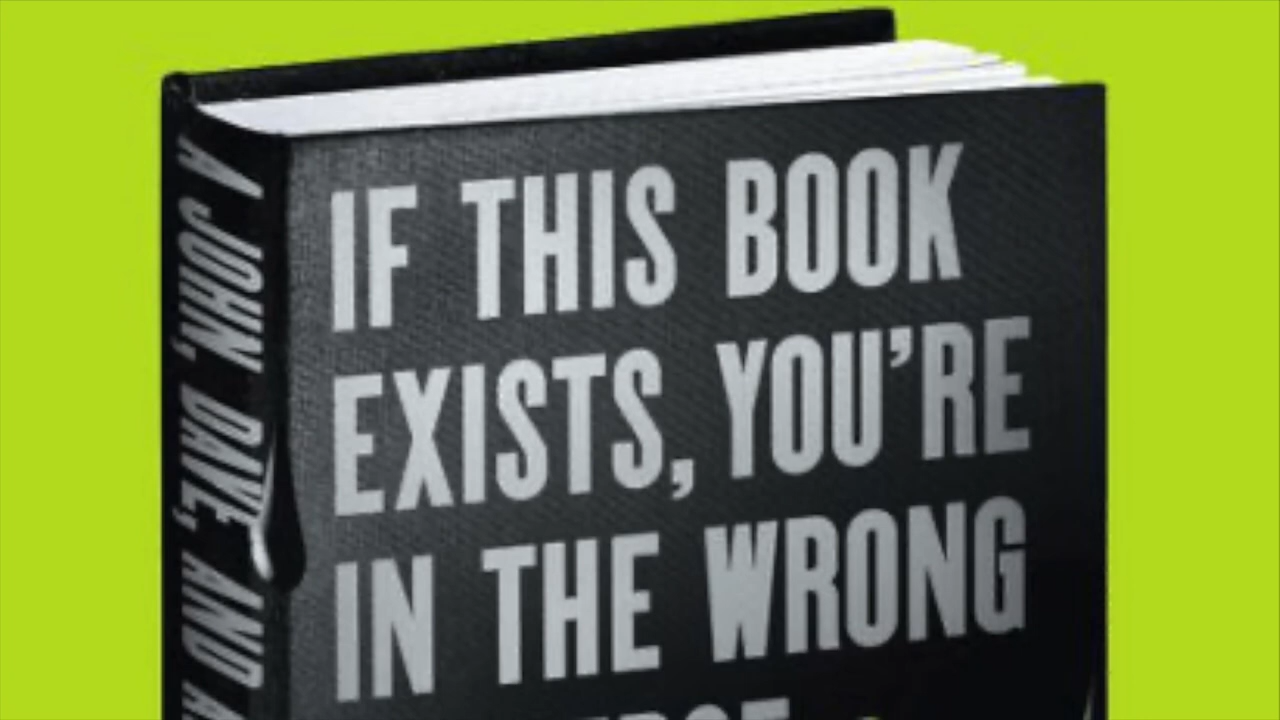 IF THIS BOOK
EXISTS, YOU'RE
IN THE WRONG
A JOHN, DAVE, AND